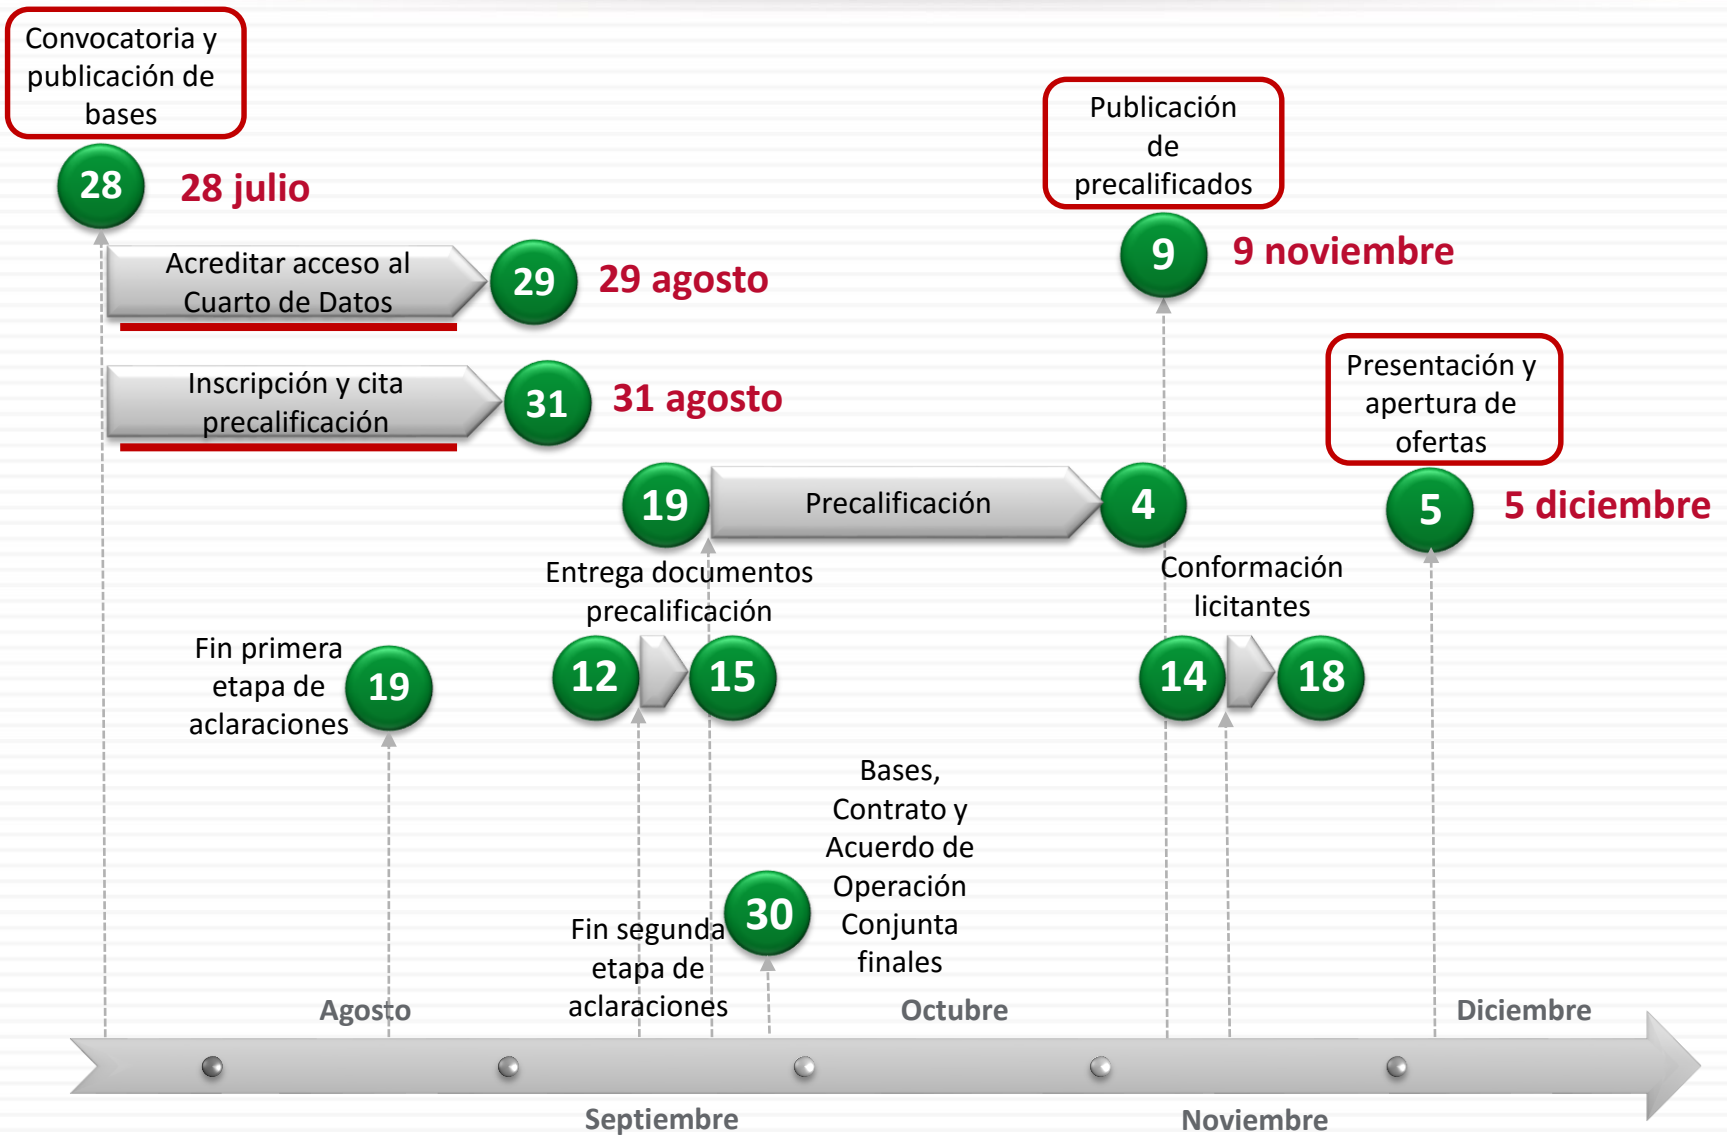 Convocatoria y
publicación de
bases
28
28 julio
Publicación
de
precalificados
9
9 noviembre
Acreditar acceso al
Cuarto de Datos
29
29 agosto
Inscripción y cita
precalificación
31
31 agosto
Presentación y
apertura de
ofertas
5
5 diciembre
19
Precalificación
4
Entrega documentos
precalificación
12
15
Conformación
licitantes
14
18
Fin primera
etapa de
aclaraciones
19
Fin segunda
etapa de
aclaraciones
30
Bases,
Contrato y
Acuerdo de
Operación
Conjunta
finales
Agosto
Octubre
Diciembre
Septiembre
Noviembre